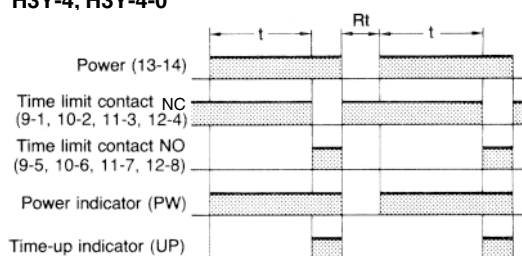 H3Y-4, H3Y-4-0
t Rt t
Power (13-14)
Time limit contact NC
(9-1, 10-2, 11-3, 12-4)
Time limit contact NO
(9-5, 10-6, 11-7, 12-8)
Power indicator (PW)
Time-up indicator (UP)